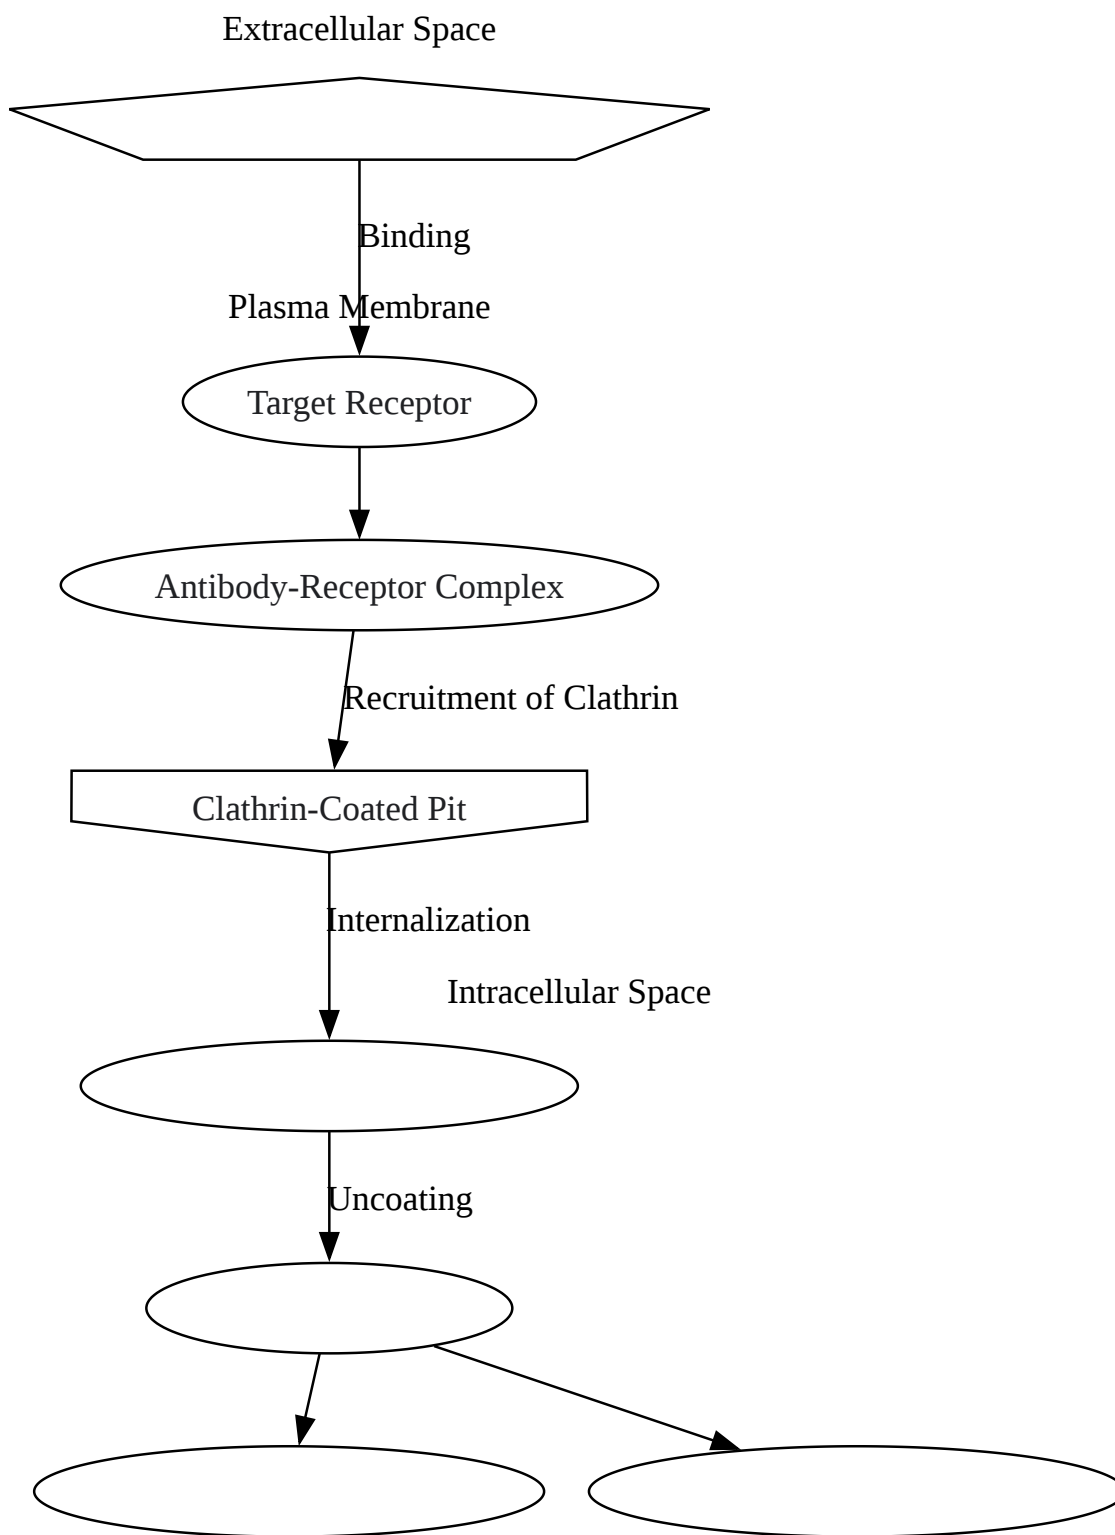 Extracellular Space
Binding
Plasma Membrane
Target Receptor
Antibody-Receptor Complex
Recruitment of Clathrin
Clathrin-Coated Pit
Internalization
Intracellular Space
Uncoating